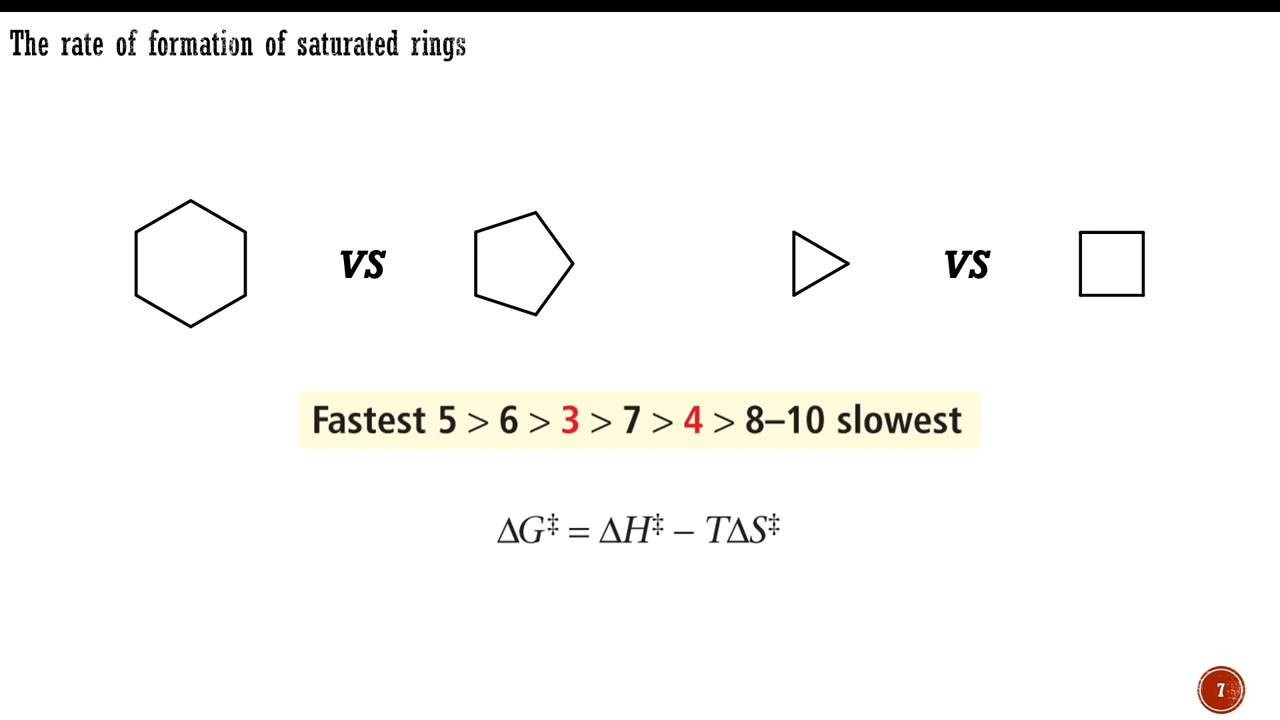 The rate of formation of saturated rings
VS VS
Fastest 5 > 6 > 3 > 7 > 4 > 8–10 slowest
ΔG‡ = ΔH‡ – TΔS‡
7